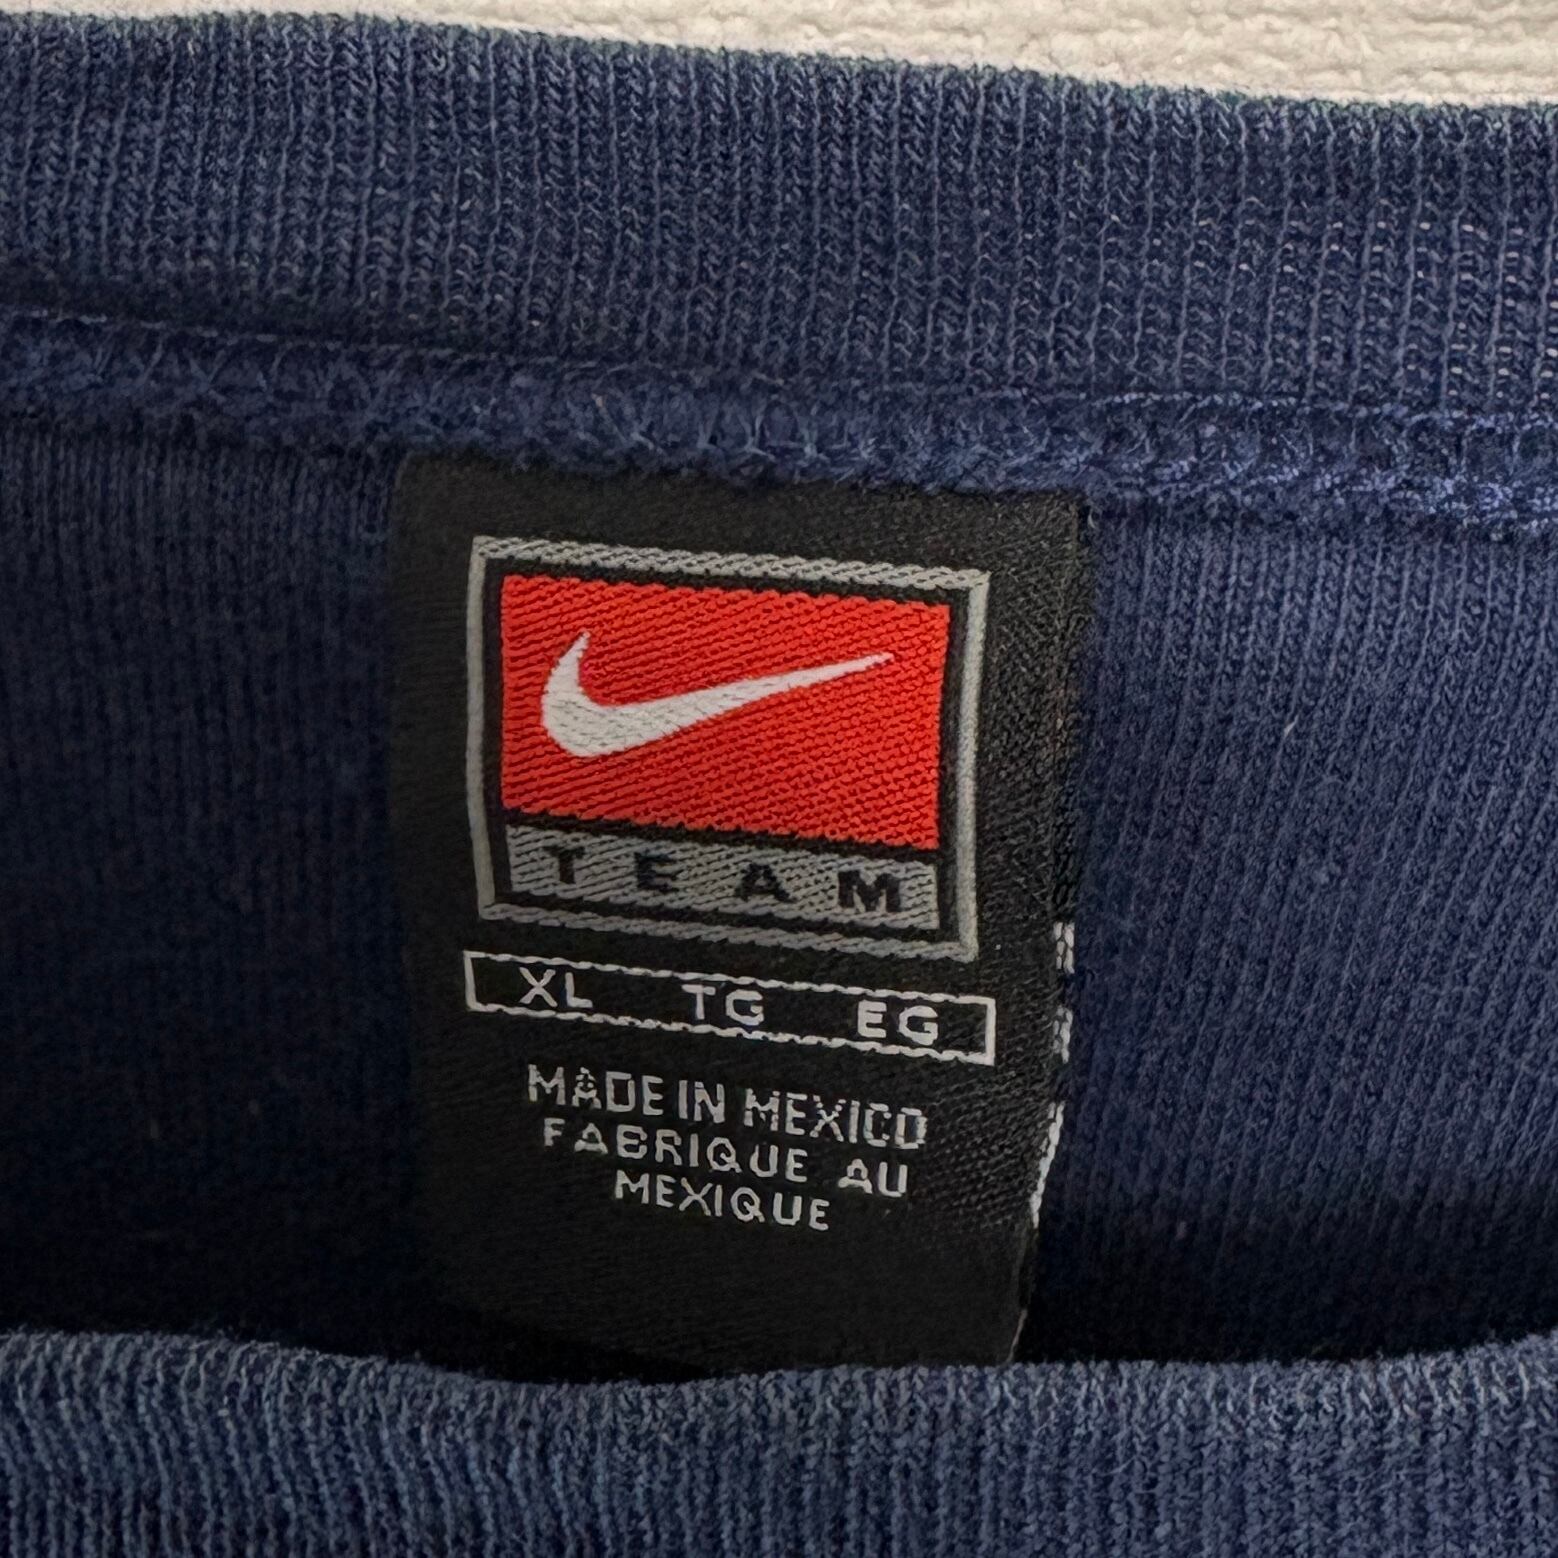 TEAM
XL TG EG
MADE IN MEXICO
FABRIQUE AU
MEXIQUE